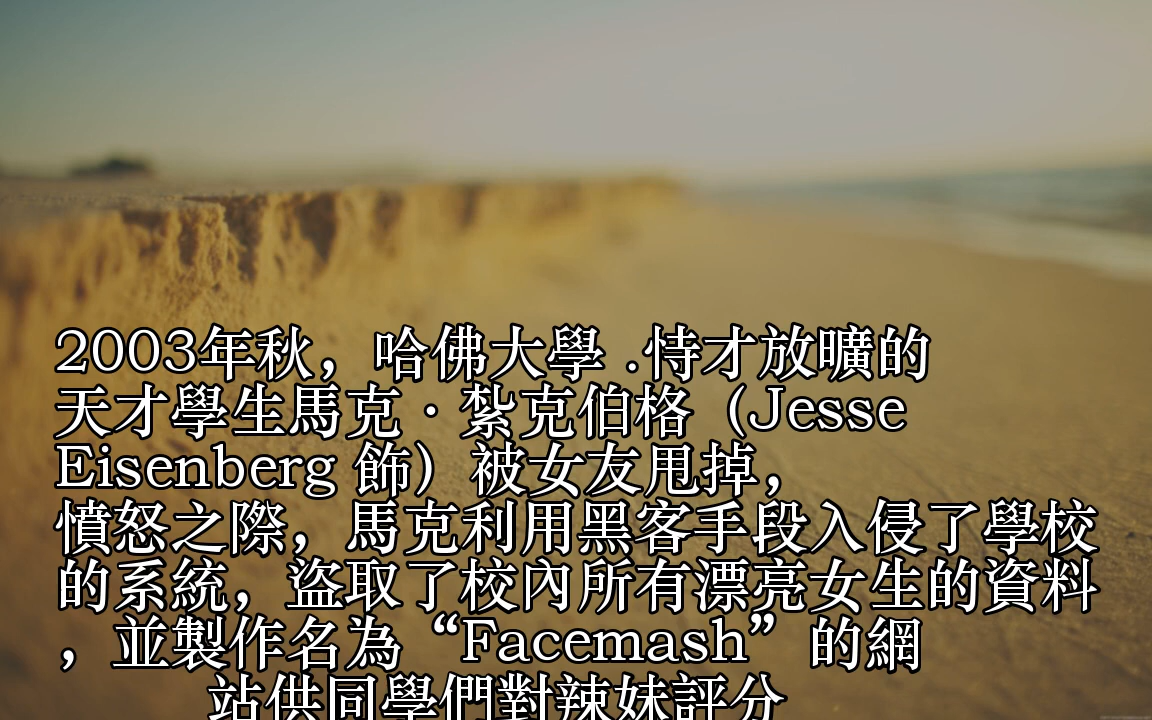 2003年秋，哈佛大學 .恃才放曠的
天才學生馬克·紮克伯格（Jesse
Eisenberg 飾）被女友甩掉，
憤怒之際，馬克利用黑客手段入侵了學校
的系統，盜取了校內所有漂亮女生的資料
，並製作名為“Facemash”的網
站供同學們對辣妹評分